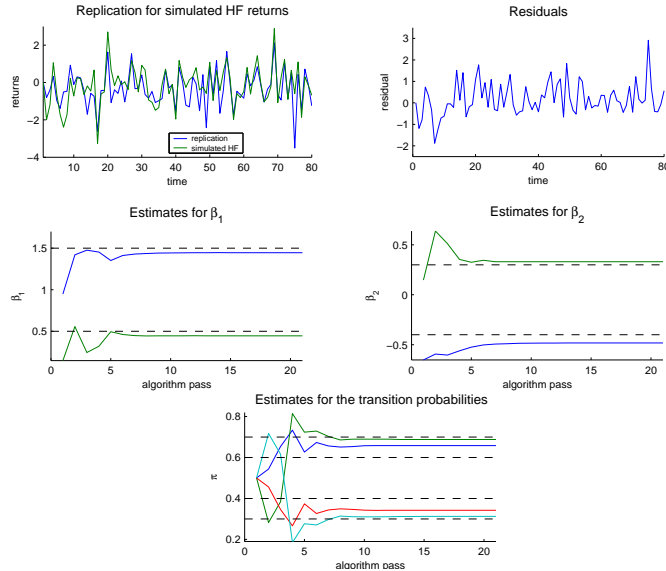 Replication for simulated HF returns
returns
2
0
−2
−4
10 20 30 40 50 60 70 80
time
replication
simulated HF
Residuals
residual
3
2
1
0
−1
−2
0 20 40 60 80
time
Estimates for β1
β1
1.5
1
0.5
0 5 10 15 20
algorithm pass
Estimates for β2
β2
0.5
0
−0.5
0 5 10 15 20
algorithm pass
Estimates for the transition probabilities
π
0.8
0.6
0.4
0.2
0 5 10 15 20
algorithm pass